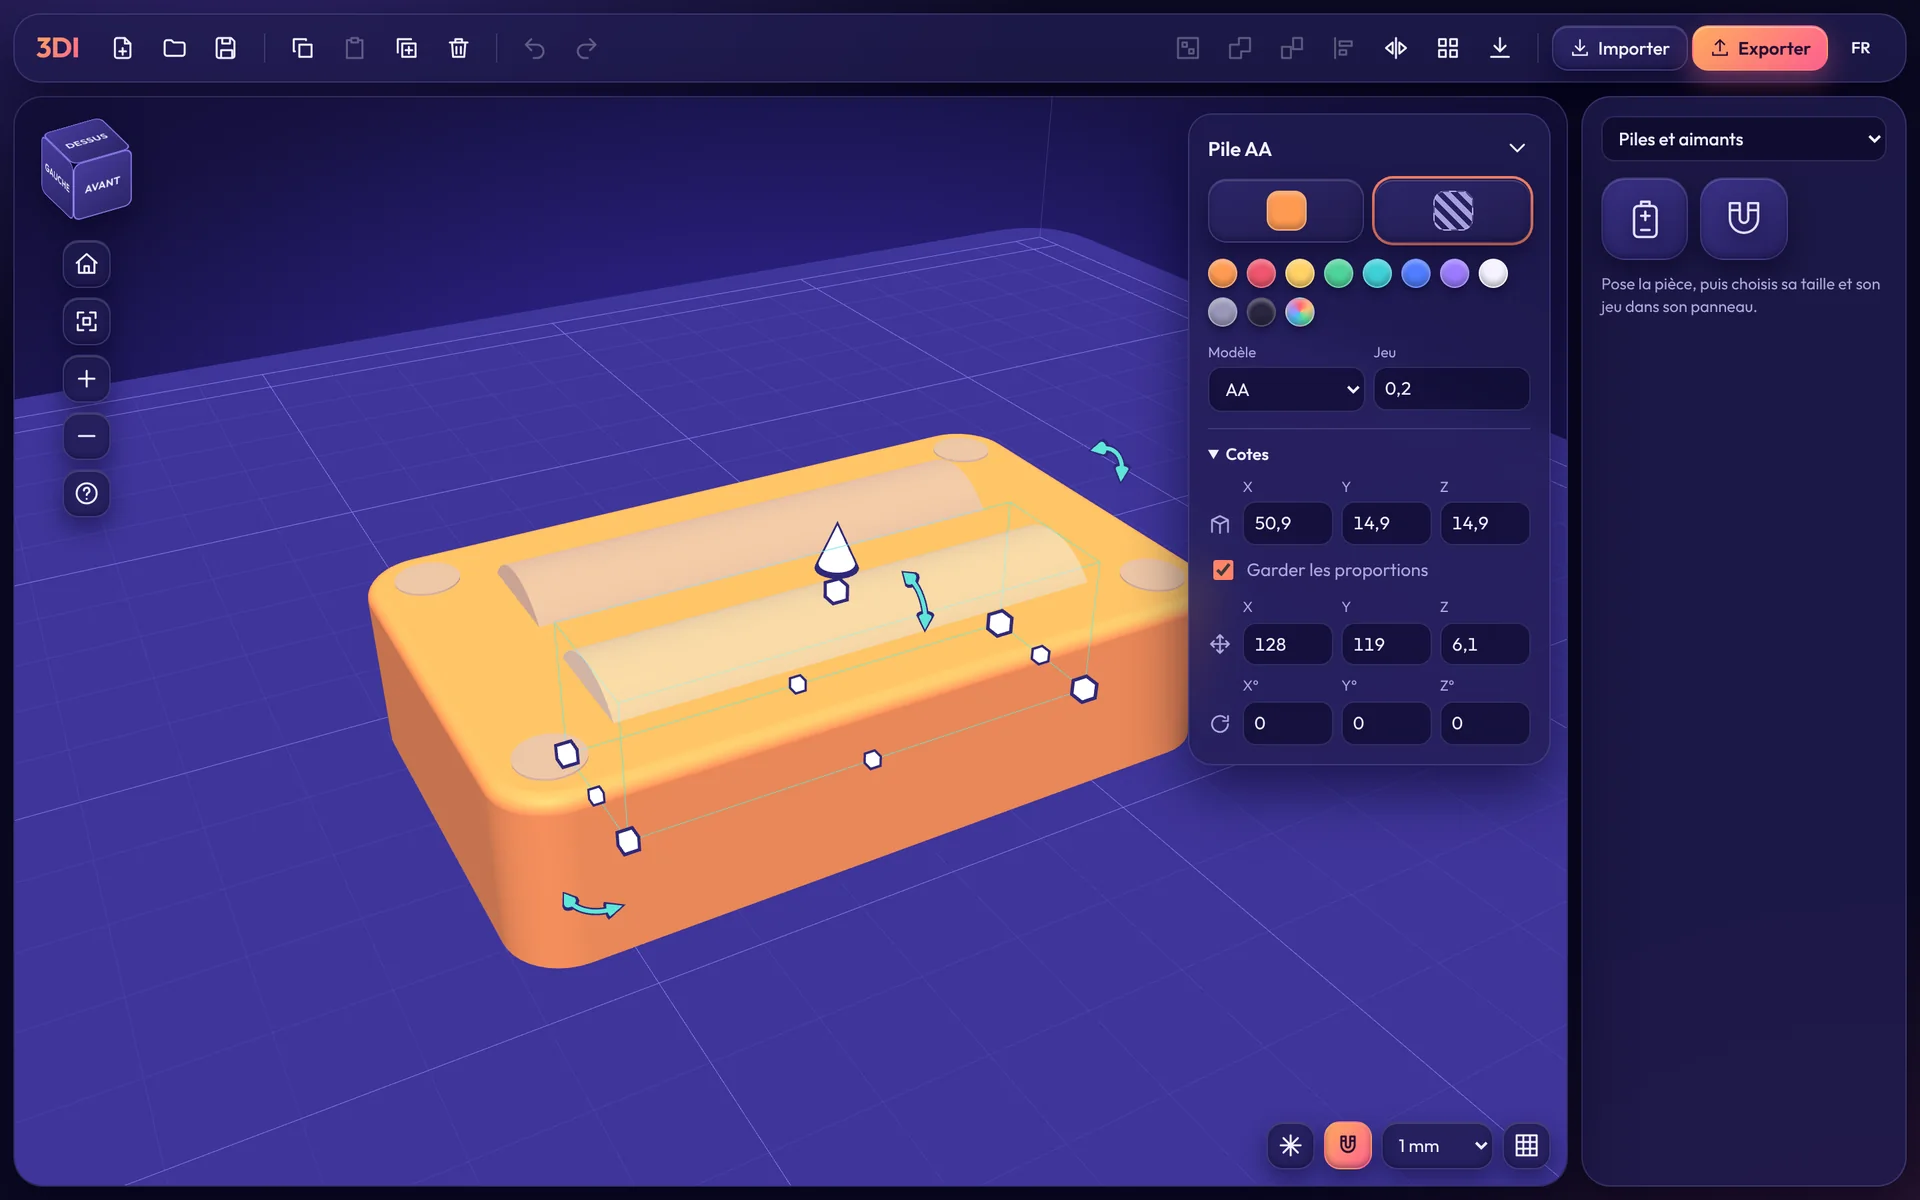 3DI
Importer
Exporter
FR
DESSUS
GAUCHE
AVANT
Pile AA
Modèle
Jeu
AA
0,2
Cotes
X Y Z
50,9 14,9 14,9
Garder les proportions
X Y Z
128 119 6,1
X° Y° Z°
0 0 0
1 mm
Piles et aimants
Pose la pièce, puis choisis sa taille et son
jeu dans son panneau.